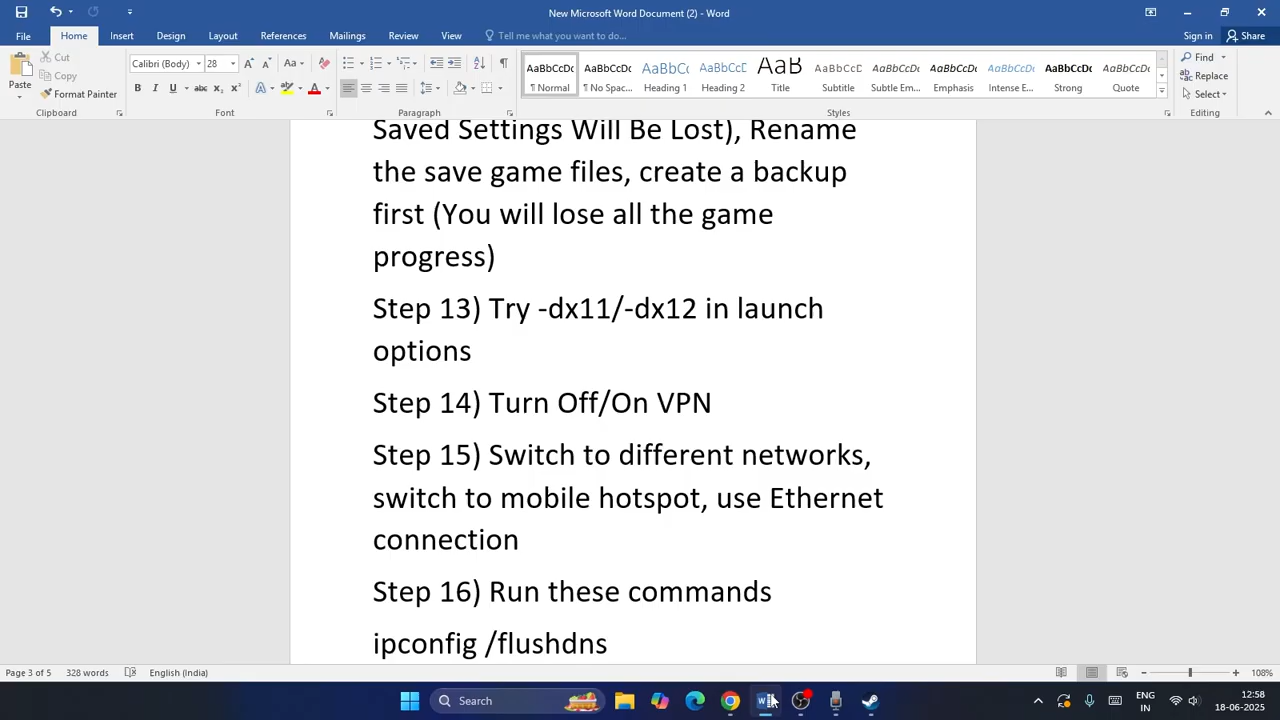 New Microsoft Word Document (2) - Word
File Home Insert Design Layout References Mailings Review View Tell me what you want to do... Sign in Share
Paste
Cut
Copy
Format Painter
Clipboard
Calibri (Body) 28 Aa
B I U abc X₂ X² A A
Font
Paragraph
AaBbCcDc AaBbCcDc AaBbCc AaBbCcD AaB AaBbCcD AaBbCcDc AaBbCcDc AaBbCcDc AaBbCcDc AaBbCcDc
¶ Normal ¶ No Spac... Heading 1 Heading 2 Title Subtitle Subtle Em... Emphasis Intense E... Strong Quote
Styles
Find
Replace
Select
Editing
Saved Settings Will Be Lost), Rename
the save game files, create a backup
first (You will lose all the game
progress)
Step 13) Try -dx11/-dx12 in launch
options
Step 14) Turn Off/On VPN
Step 15) Switch to different networks,
switch to mobile hotspot, use Ethernet
connection
Step 16) Run these commands
ipconfig /flushdns
Page 3 of 5 328 words English (India) 108%
Search
ENG
IN
12:58
18-06-2025